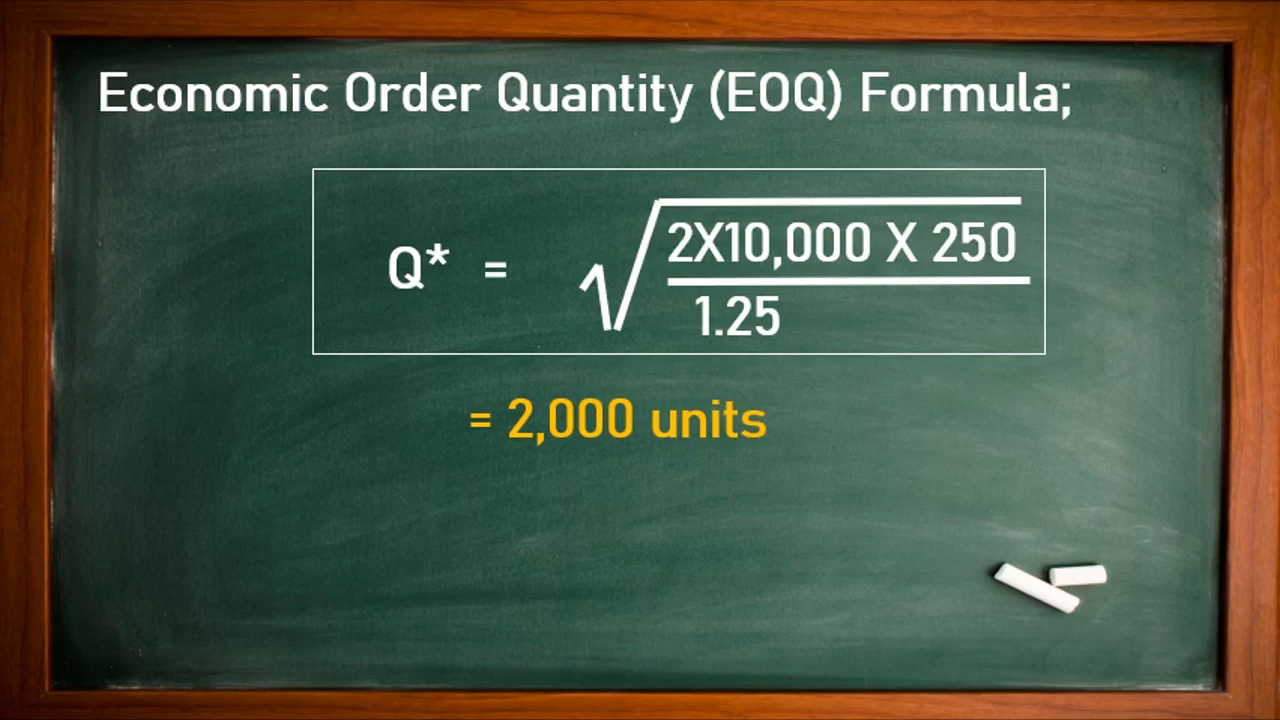 Economic Order Quantity (EOQ) Formula;
Q* = √ 2X10,000 X 250
1.25
= 2,000 units